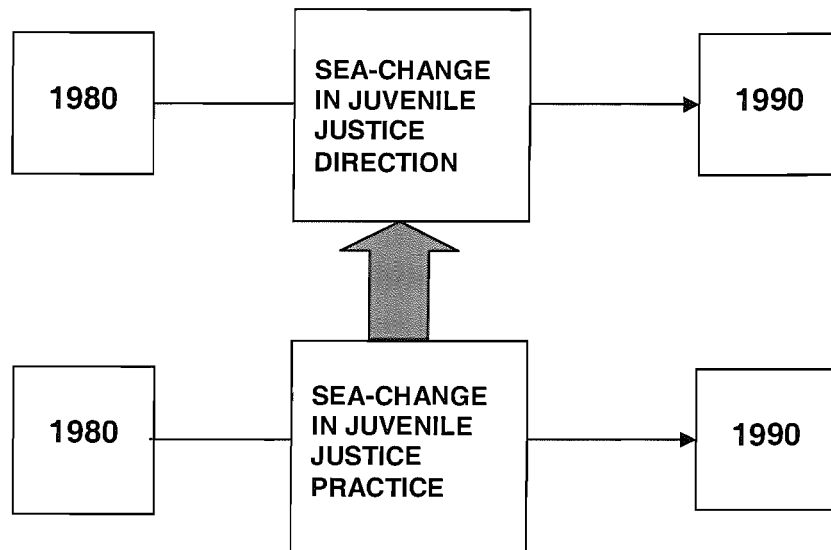 1980
SEA-CHANGE
IN JUVENILE
JUSTICE
DIRECTION
1990
1980
SEA-CHANGE
IN JUVENILE
JUSTICE
PRACTICE
1990